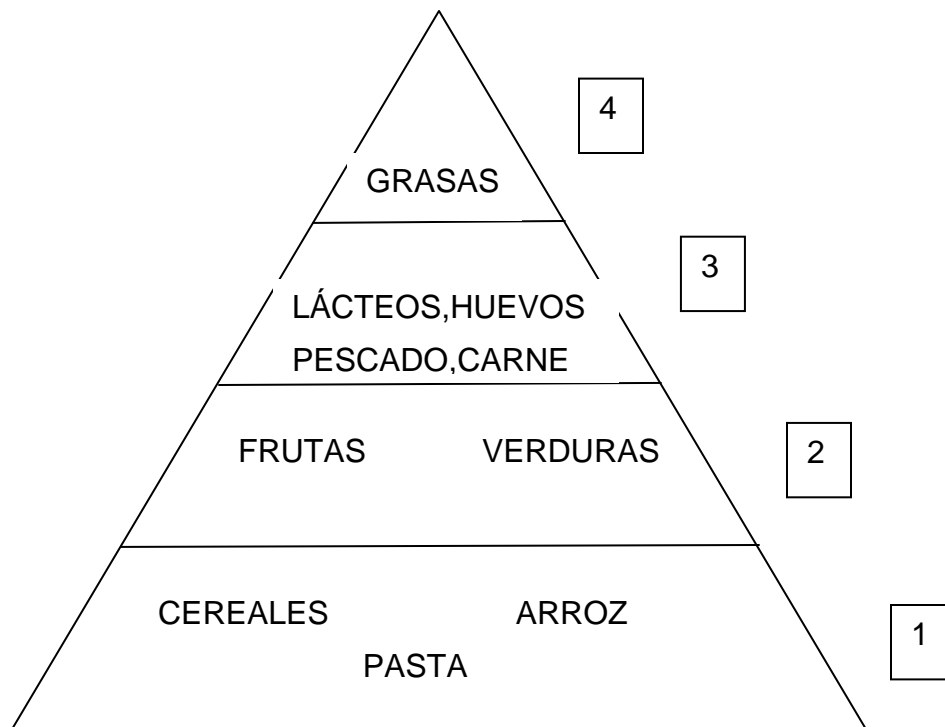 4
GRASAS
3
LÁCTEOS,HUEVOS
PESCADO,CARNE
FRUTAS VERDURAS
2
CEREALES ARROZ
1
PASTA